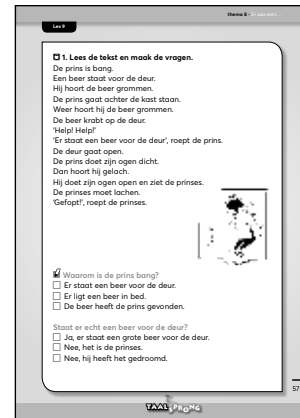 thema 8 - Er was eens...
Les 9
1. Lees de tekst en maak de vragen.
De prins is bang.
Een beer staat voor de deur.
Hij hoort de beer grommen.
De prins gaat achter de kast staan.
Weer hoort hij de beer grommen.
De beer krabt op de deur.
‘Help! Help!’
‘Er staat een beer voor de deur’, roept de prins.
De deur gaat open.
De prins doet zijn ogen dicht.
Dan hoort hij gelach.
Hij doet zijn ogen open en ziet de prinses.
De prinses moet lachen.
‘Gefopt!’, roept de prinses.
Waarom is de prins bang?
Er staat een beer voor de deur.
Er ligt een beer in bed.
De beer heeft de prins gevonden.
Staat er echt een beer voor de deur?
Ja, er staat een grote beer voor de deur.
Nee, het is de prinses.
Nee, hij heeft het gedroomd.
57
TAALSPRONG